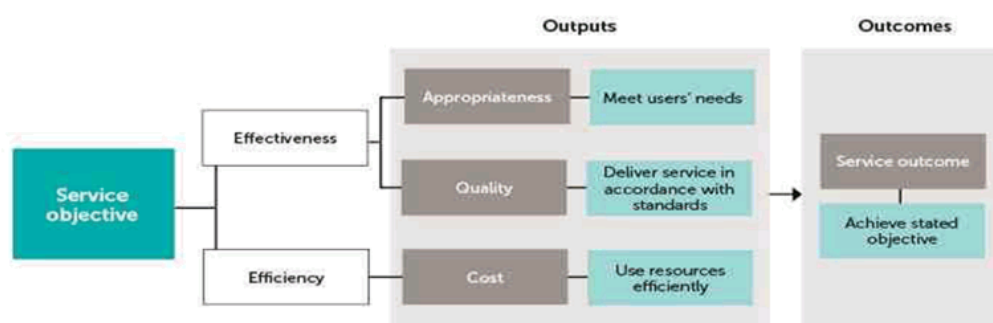 Outputs
Outcomes
Appropriateness
Meet users' needs
Effectiveness
Service
objective
Quality
Deliver service in
accordance with
standards
Service outcome
Achieve stated
objective
Efficiency
Cost
Use resources
efficiently